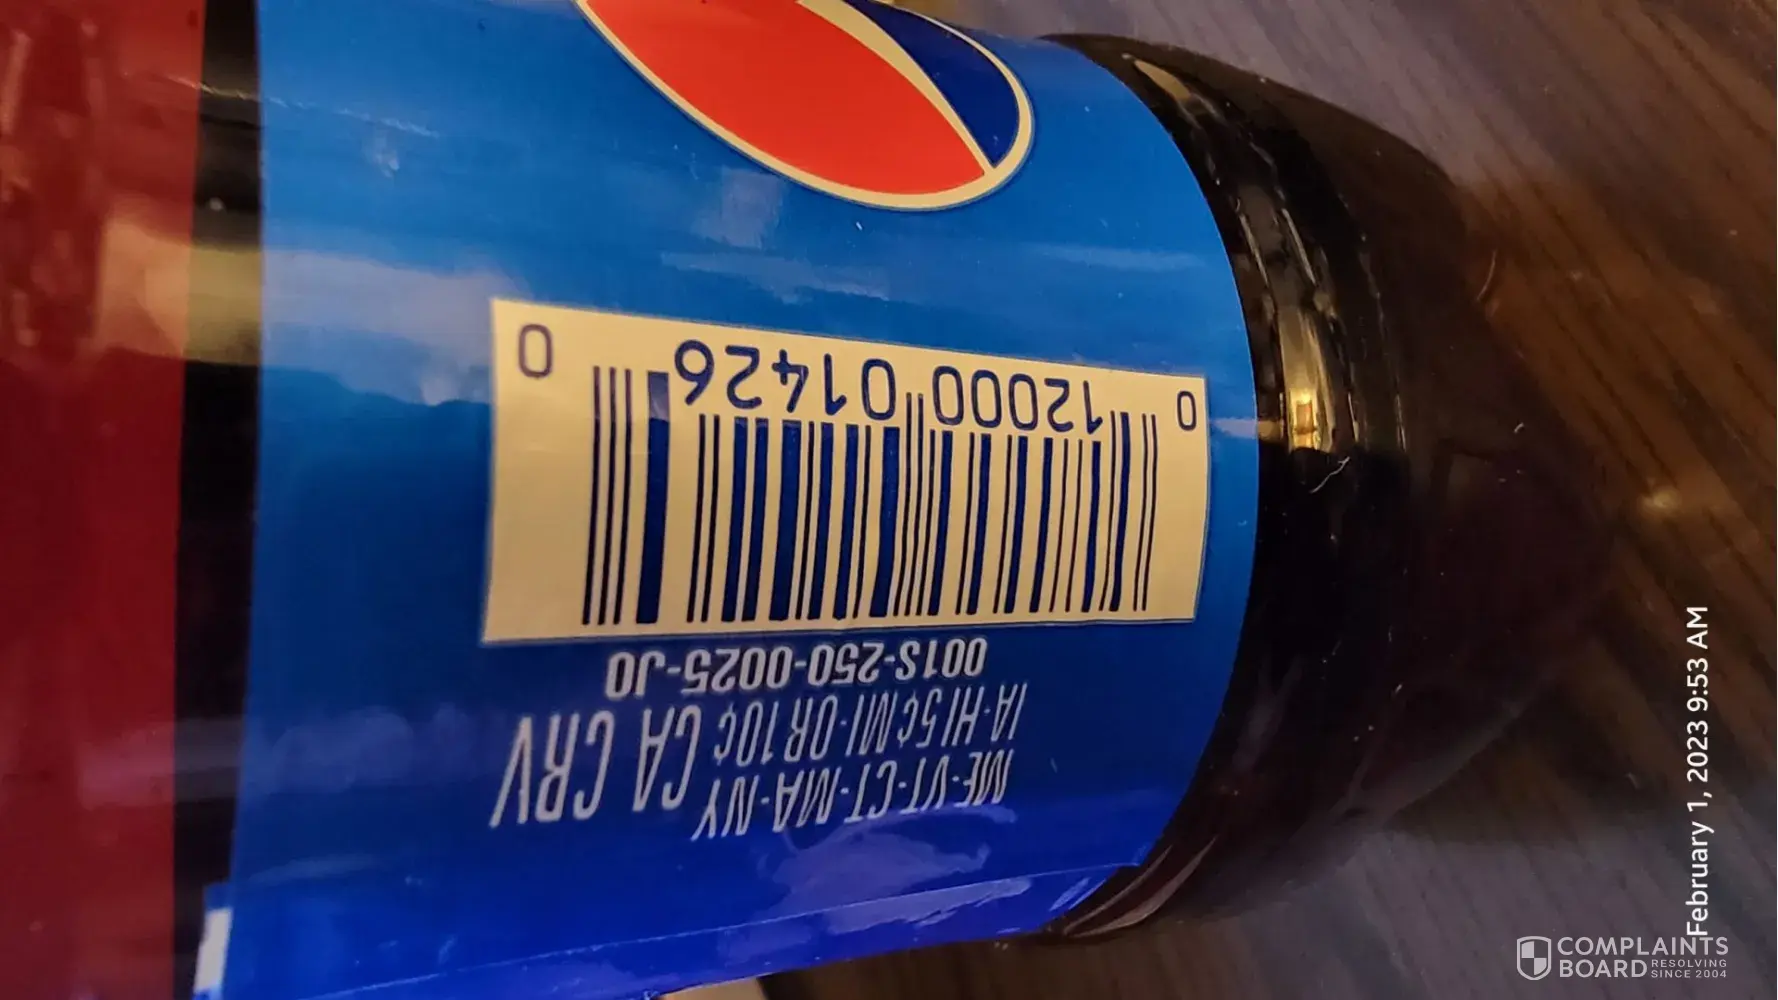 0 12000 01426 0
001S-250-0025-J0
IA-HI 5¢ MI-OR 10¢ CA CRV
ME-VT-CT-MA-NY
February 1, 2023 9:53 AM
COMPLAINTS
BOARD RESOLVING
SINCE 2004